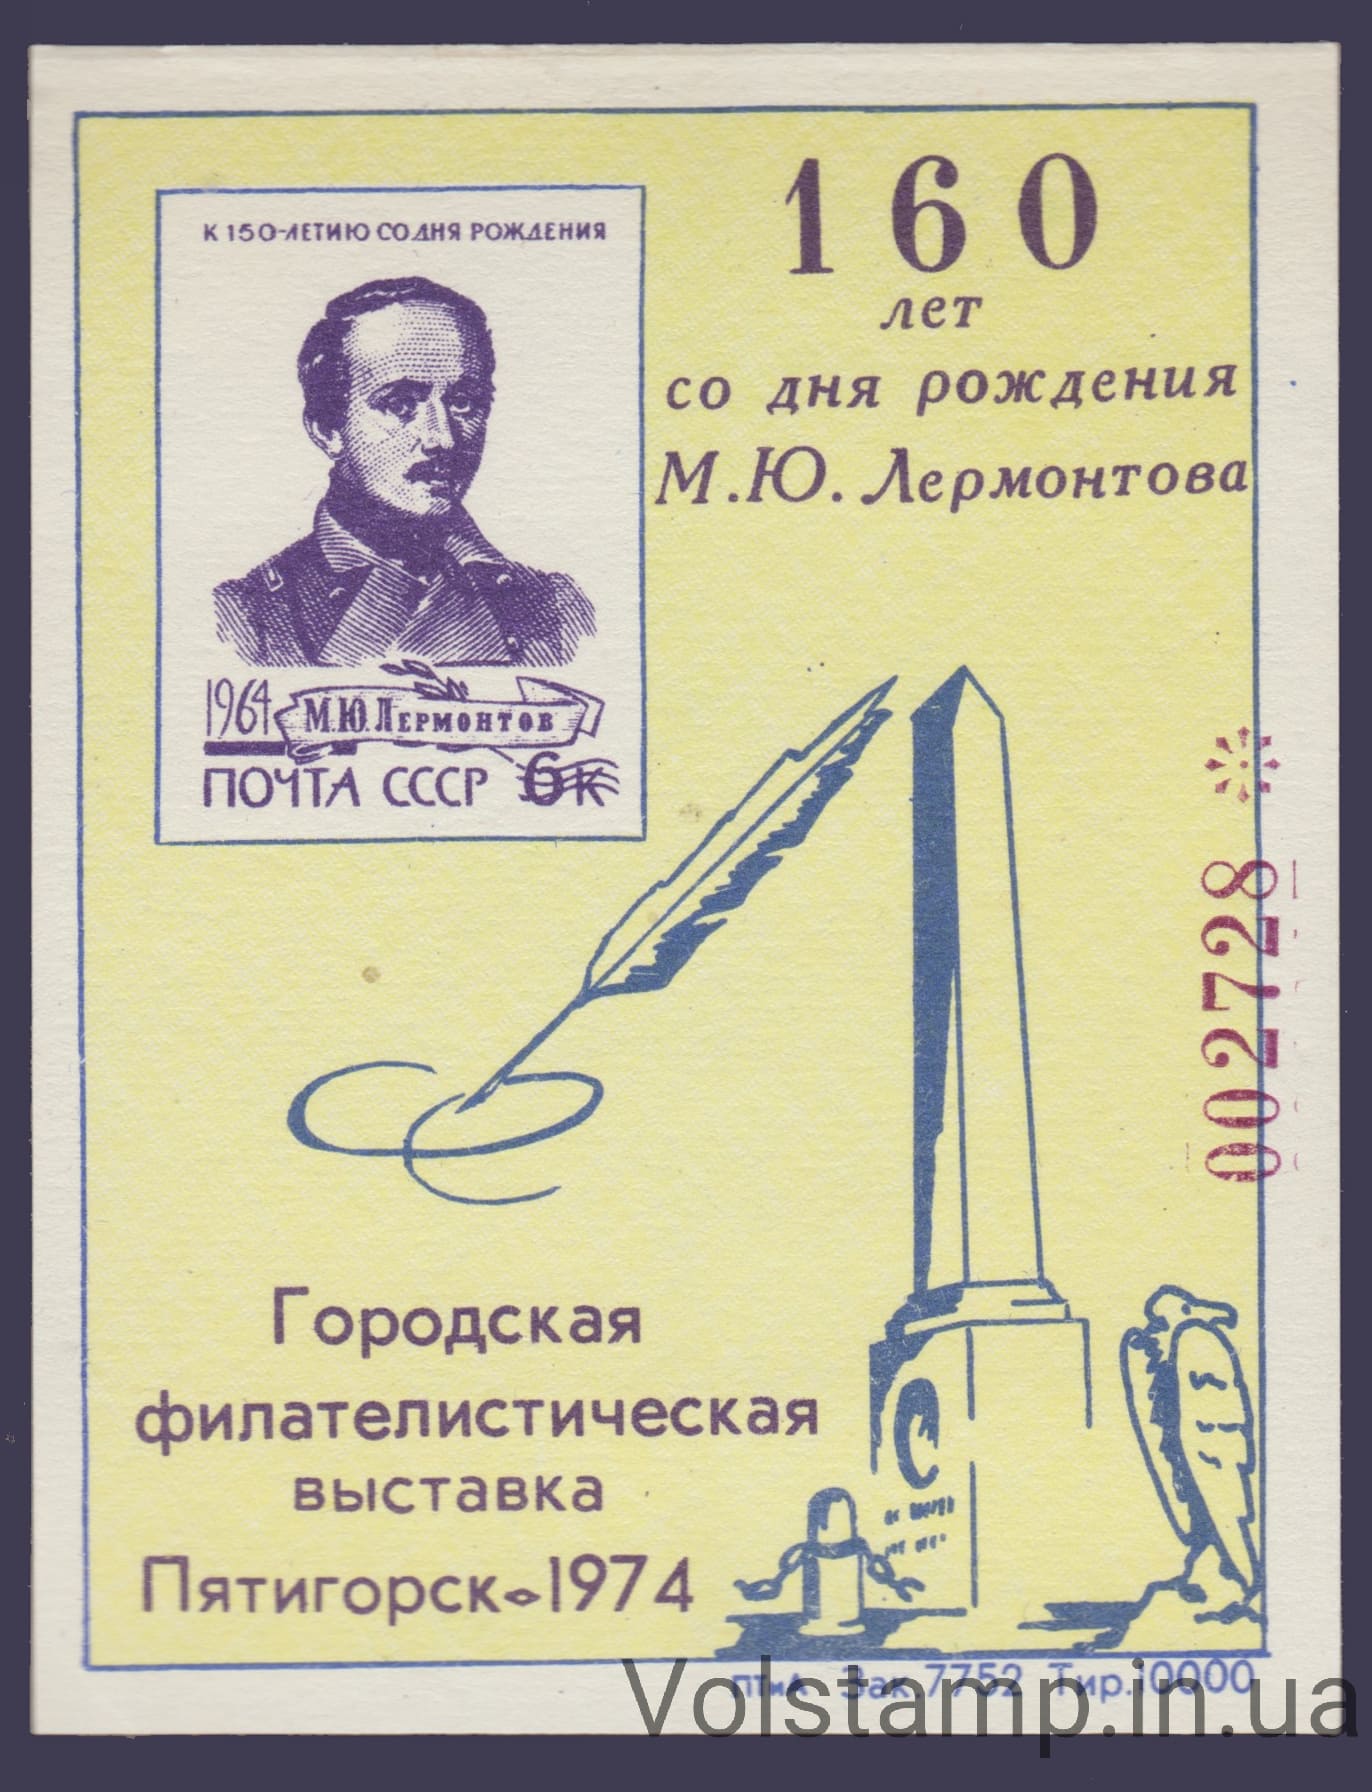 К 150-ЛЕТИЮ СО ДНЯ РОЖДЕНИЯ
1964
М.Ю.ЛЕРМОНТОВ
ПОЧТА СССР 6к
160
лет
со дня рождения
М.Ю. Лермонтова
002728
Городская
филателистическая
выставка
Пятигорск 1974
ПТиА Зак.7752 Тир.10000
Volstamp.in.ua